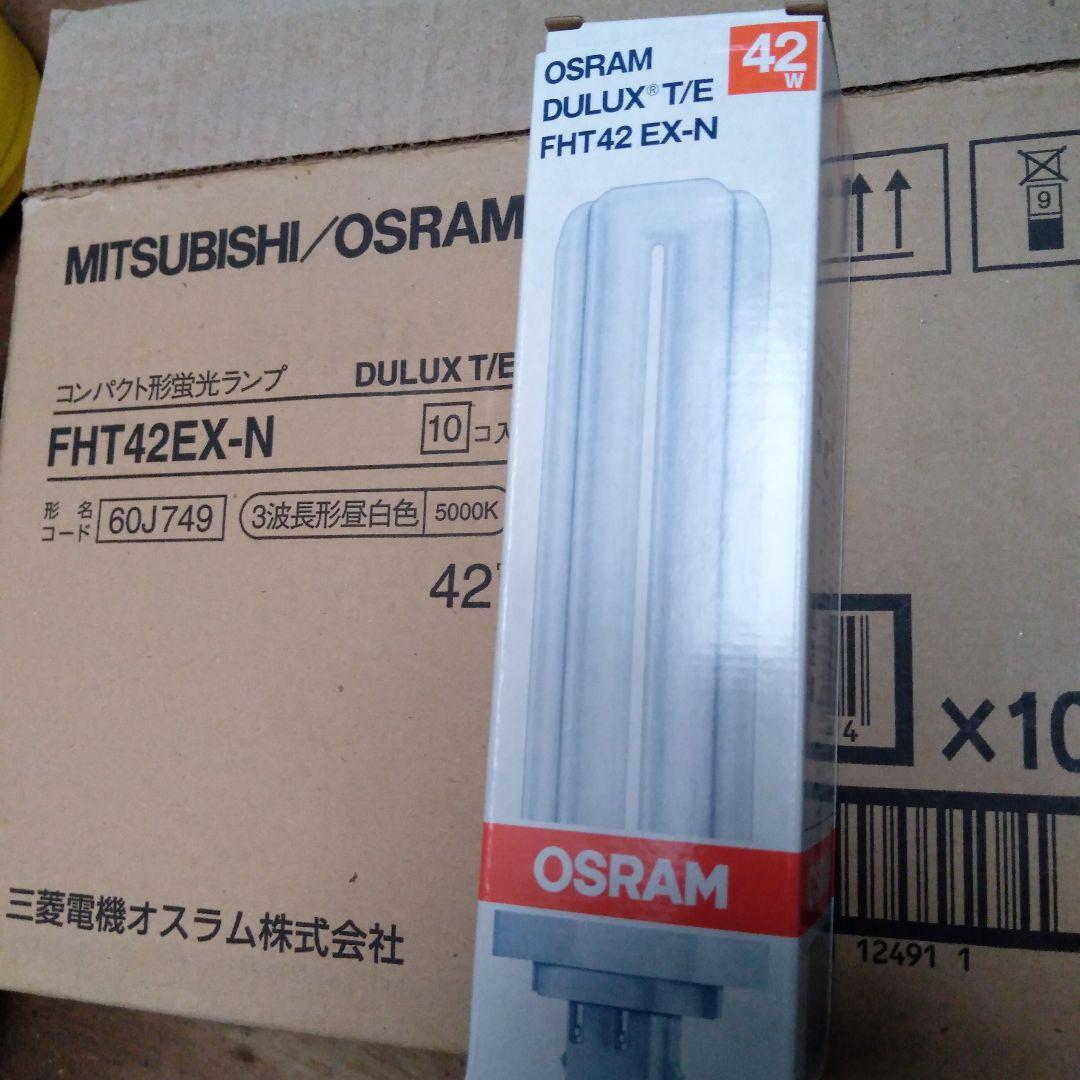 OSRAM
DULUX® T/E
FHT42 EX-N
42
W
OSRAM
MITSUBISHI/OSRAM
コンパクト形蛍光ランプ
DULUX T/E
FHT42EX-N
10 コ入
形名
コード
60J749
3波長形昼白色
5000K
42
9
4
×10
12491 1
三菱電機オスラム株式会社